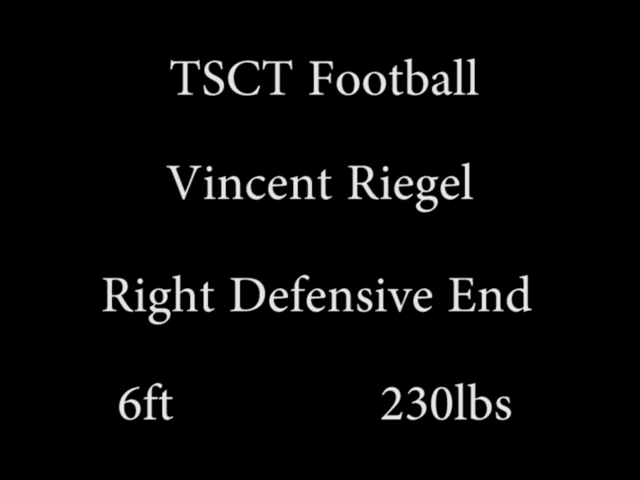 TSCT Football
Vincent Riegel
Right Defensive End
6ft 230lbs